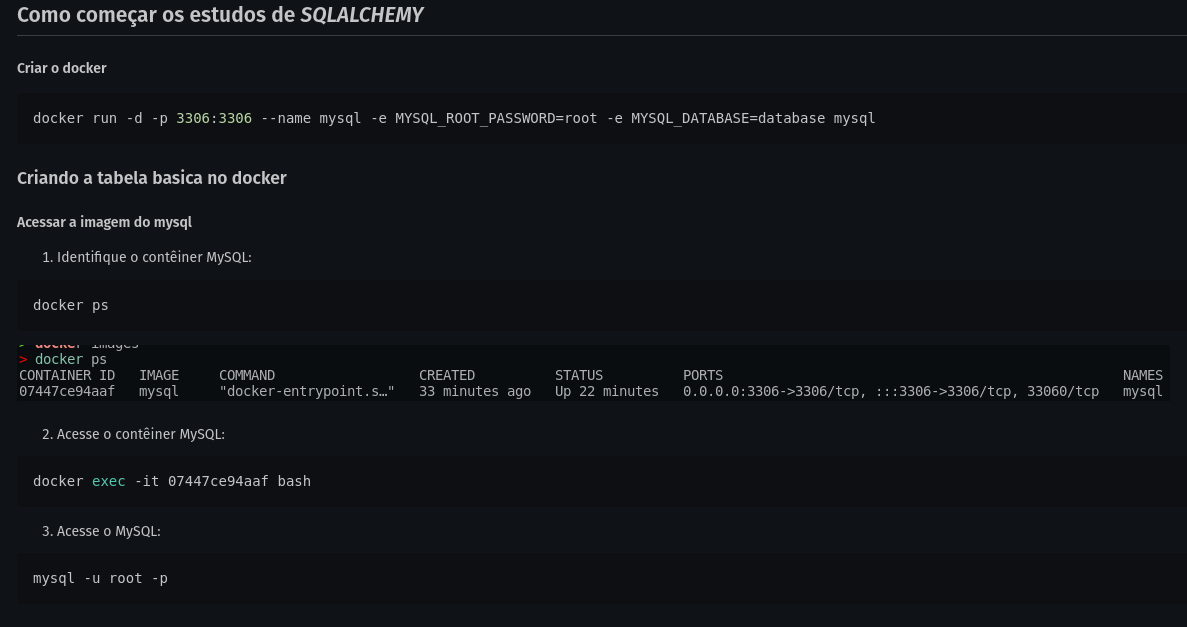 Como começar os estudos de SQLALCHEMY
Criar o docker
docker run -d -p 3306:3306 --name mysql -e MYSQL_ROOT_PASSWORD=root -e MYSQL_DATABASE=database mysql
Criando a tabela basica no docker
Acessar a imagem do mysql
1. Identifique o contêiner MySQL:
docker ps
> docker images
> docker ps
CONTAINER ID IMAGE COMMAND CREATED STATUS PORTS NAMES
07447ce94aaf mysql "docker-entrypoint.s…" 33 minutes ago Up 22 minutes 0.0.0.0:3306->3306/tcp, :::3306->3306/tcp, 33060/tcp mysql
2. Acesse o contêiner MySQL:
docker exec -it 07447ce94aaf bash
3. Acesse o MySQL:
mysql -u root -p